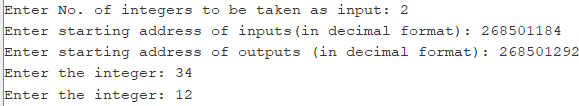 Enter No. of integers to be taken as input: 2
Enter starting address of inputs(in decimal format): 268501184
Enter starting address of outputs (in decimal format): 268501292
Enter the integer: 34
Enter the integer: 12